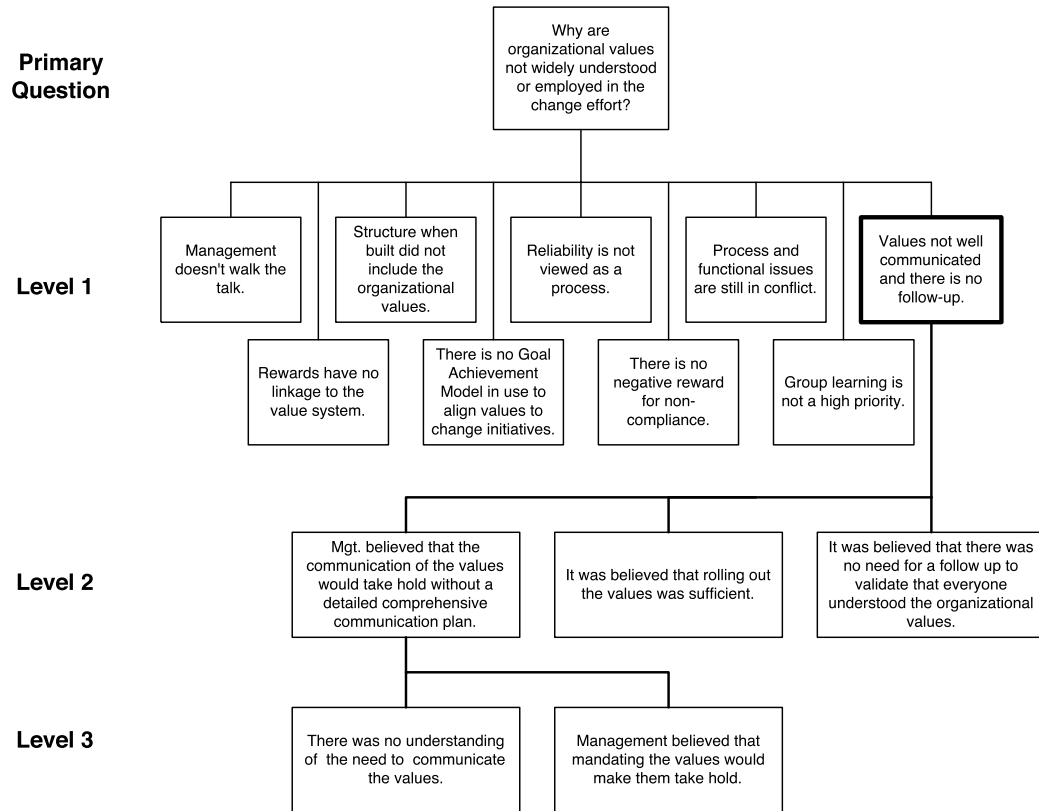 Primary
Question
Why are
organizational values
not widely understood
or employed in the
change effort?
Level 1
Management
doesn't walk the
talk.
Structure when
built did not
include the
organizational
values.
Reliability is not
viewed as a
process.
Process and
functional issues
are still in conflict.
Values not well
communicated
and there is no
follow-up.
Rewards have no
linkage to the
value system.
There is no Goal
Achievement
Model in use to
align values to
change initiatives.
There is no
negative reward
for non-
compliance.
Group learning is
not a high priority.
Level 2
Mgt. believed that the
communication of the values
would take hold without a
detailed comprehensive
communication plan.
It was believed that rolling out
the values was sufficient.
It was believed that there was
no need for a follow up to
validate that everyone
understood the organizational
values.
Level 3
There was no understanding
of the need to communicate
the values.
Management believed that
mandating the values would
make them take hold.